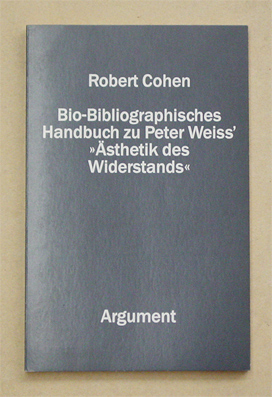 Robert Cohen
Bio-Bibliographisches
Handbuch zu Peter Weiss’
»Ästhetik des
Widerstands«
Argument